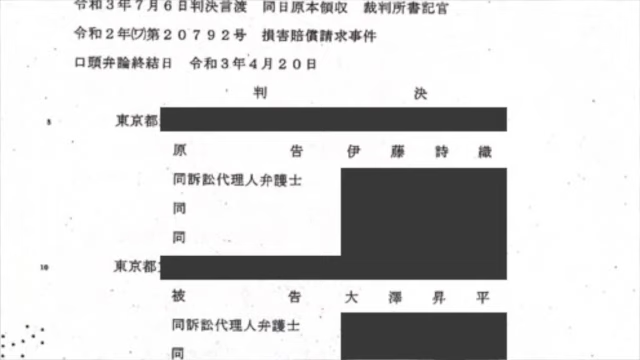 令和3年7月6日判決言渡 同日原本領収 裁判所書記官
令和2年(ワ)第20792号 損害賠償請求事件
口頭弁論終結日 令和3年4月20日
判 決
5 東京都
原 告 伊 藤 詩 織
同訴訟代理人弁護士
同
同
10 東京都
被 告 大 澤 昇 平
同訴訟代理人弁護士
同